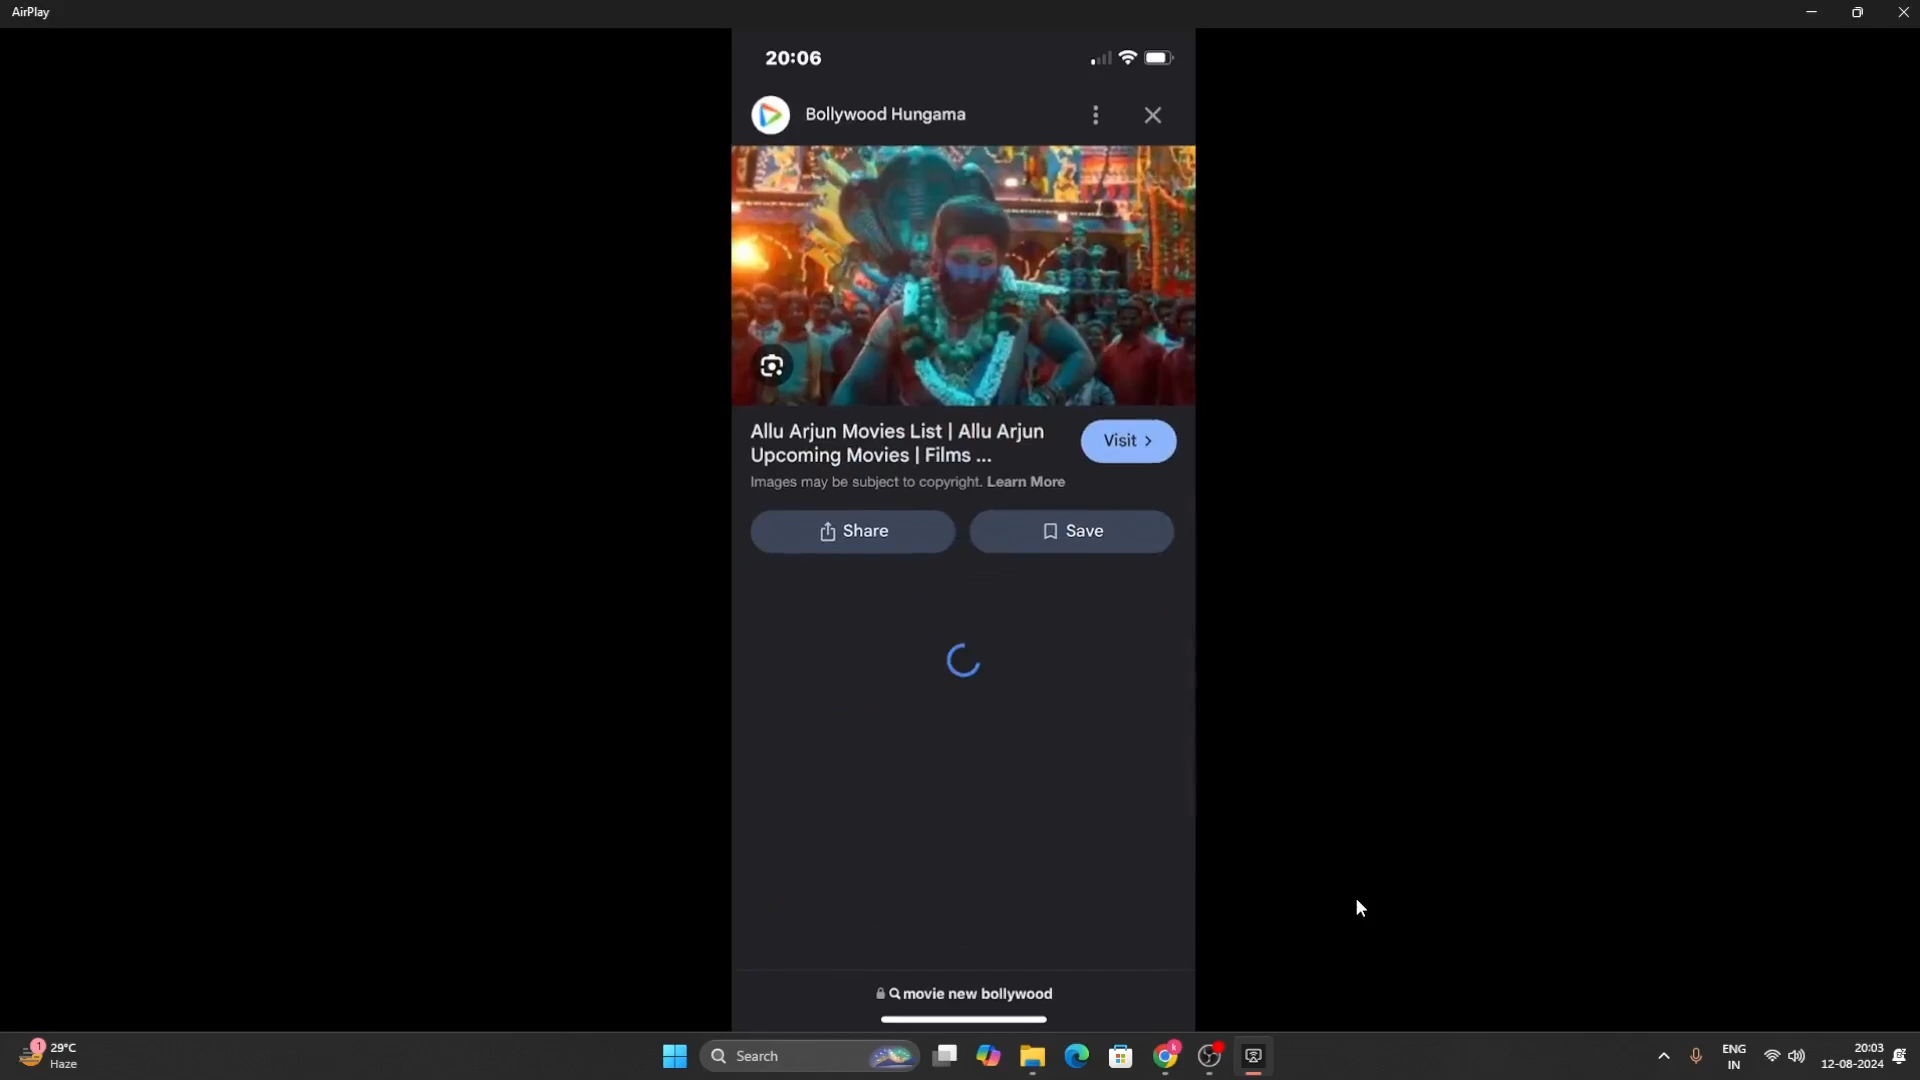 AirPlay
20:06
Bollywood Hungama
Allu Arjun Movies List | Allu Arjun
Upcoming Movies | Films ...
Visit >
Images may be subject to copyright. Learn More
Share
Save
movie new bollywood
1
29°C
Haze
Search
k
ENG
IN
20:03
12-08-2024